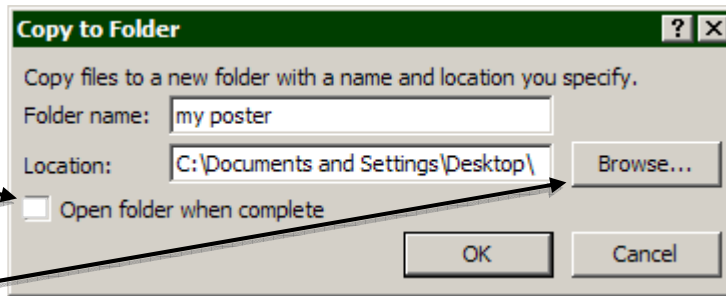 Copy to Folder ? X
Copy files to a new folder with a name and location you specify.
Folder name: my poster
Location: C:\Documents and Settings\Desktop\ Browse...
Open folder when complete
OK Cancel